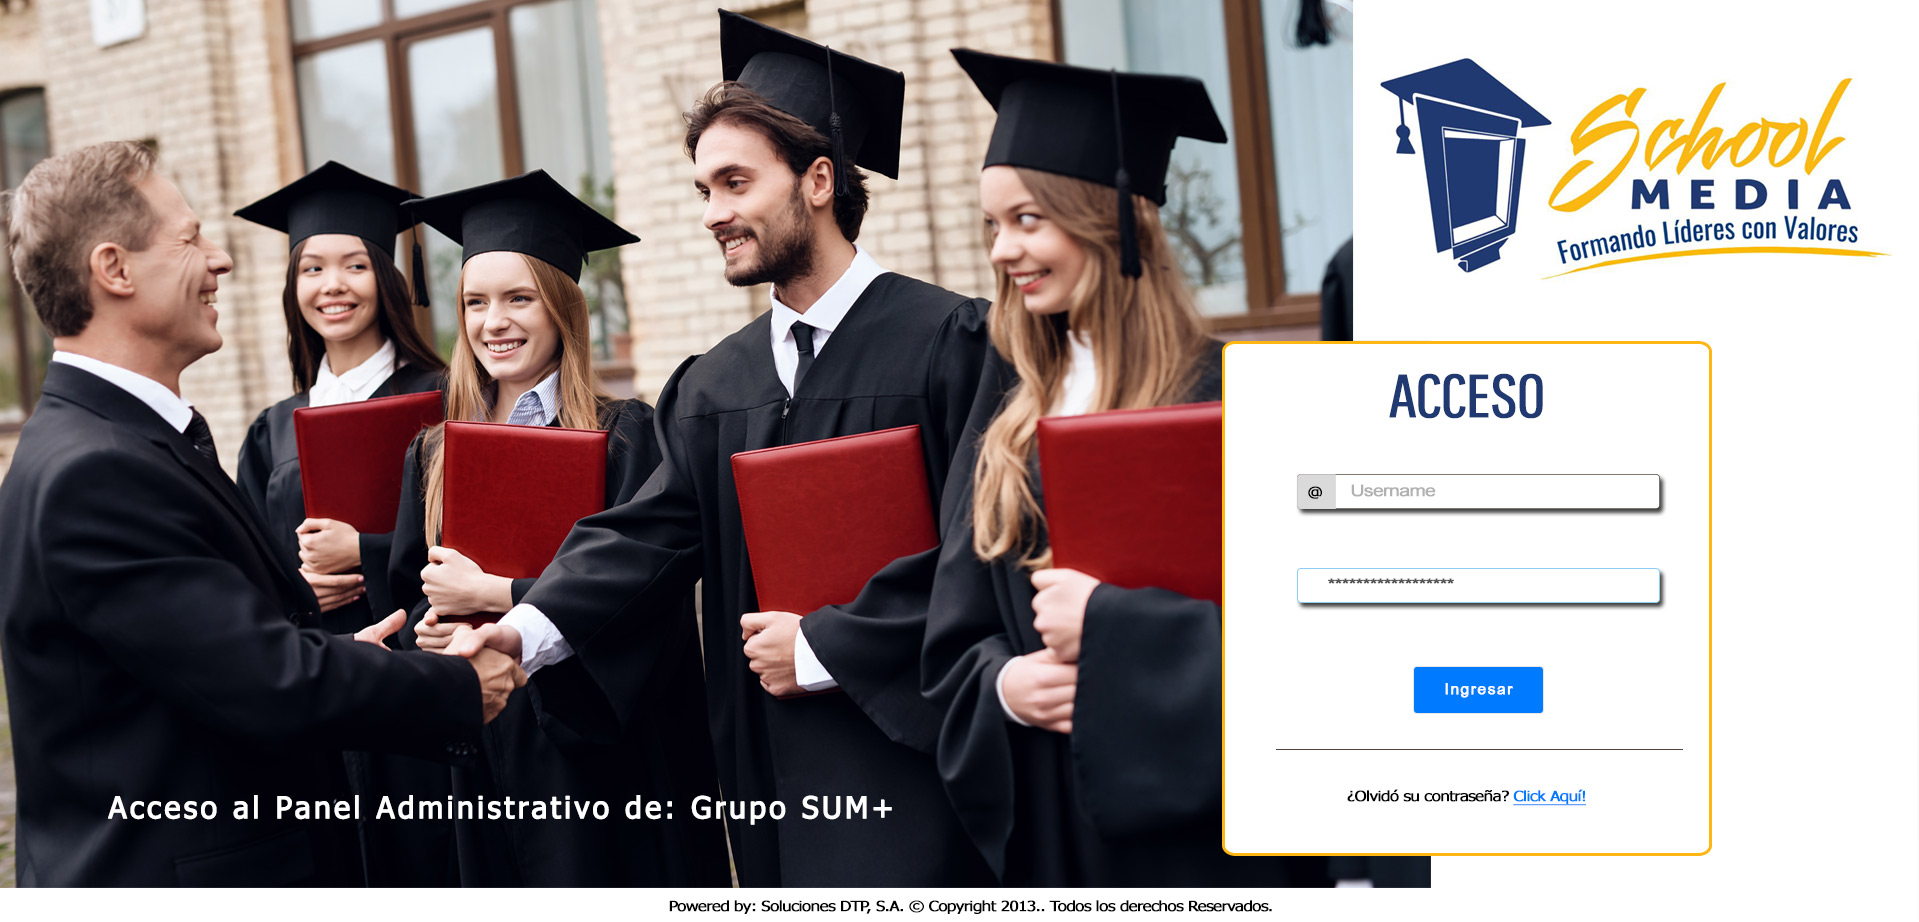 School
MEDIA
Formando Líderes con Valores
ACCESO
@ Username
******************
Ingresar
¿Olvidó su contraseña? Click Aquí!
Acceso al Panel Administrativo de: Grupo SUM+
Powered by: Soluciones DTP, S.A. © Copyright 2013.. Todos los derechos Reservados.